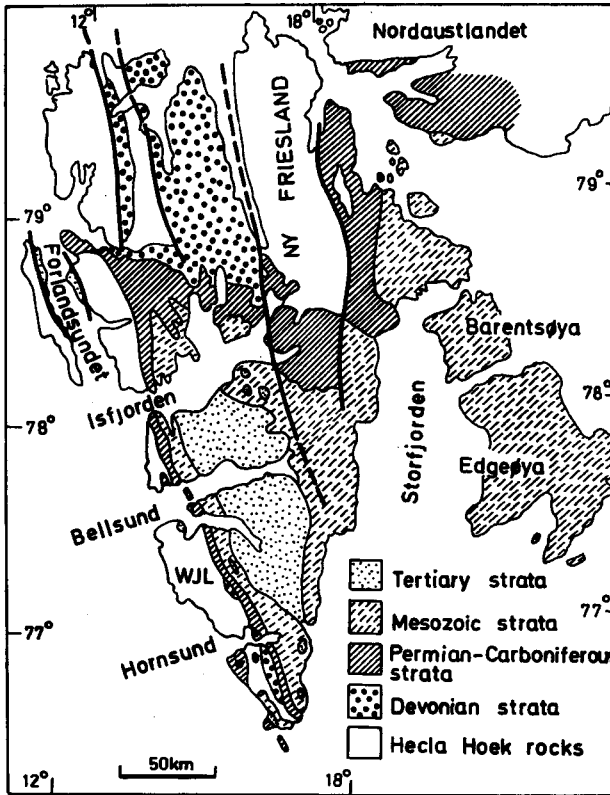 12°
18°
Nordaustlandet
79°
79°
NY FRIESLAND
Forlandsundet
Barentsøya
78°
78°
Isfjorden
Storfjorden
Edgeøya
Bellsund
WJL
77°
77°
Hornsund
Tertiary strata
Mesozoic strata
Permian-Carboniferous
strata
Devonian strata
Hecla Hoek rocks
50km
12°
18°